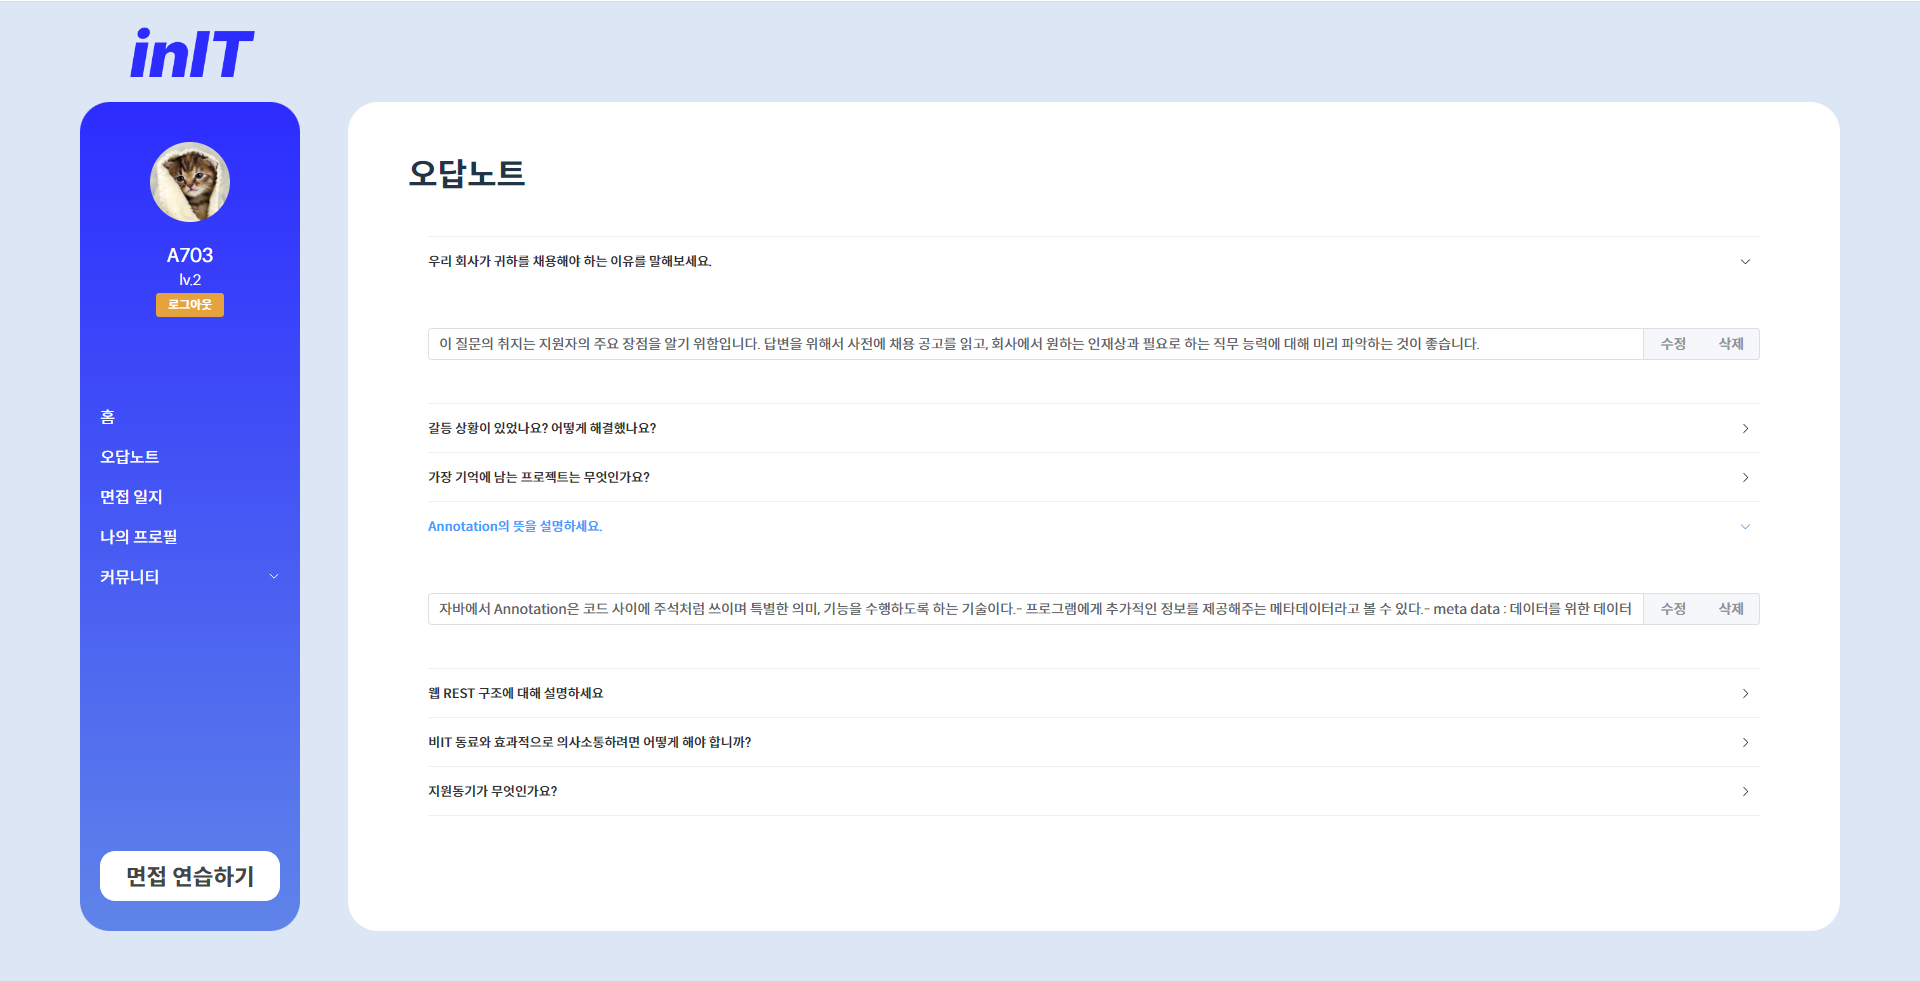 inIT
A703
lv.2
로그아웃
홈
오답노트
면접 일지
나의 프로필
커뮤니티
면접 연습하기
오답노트
우리 회사가 귀하를 채용해야 하는 이유를 말해보세요.
이 질문의 취지는 지원자의 주요 장점을 알기 위함입니다. 답변을 위해서 사전에 채용 공고를 읽고, 회사에서 원하는 인재상과 필요로 하는 직무 능력에 대해 미리 파악하는 것이 좋습니다. 수정 삭제
갈등 상황이 있었나요? 어떻게 해결했나요?
가장 기억에 남는 프로젝트는 무엇인가요?
Annotation의 뜻을 설명하세요.
자바에서 Annotation은 코드 사이에 주석처럼 쓰이며 특별한 의미, 기능을 수행하도록 하는 기술이다.- 프로그램에게 추가적인 정보를 제공해주는 메타데이터라고 볼 수 있다.- meta data : 데이터를 위한 데이터 수정 삭제
웹 REST 구조에 대해 설명하세요
비IT 동료와 효과적으로 의사소통하려면 어떻게 해야 합니까?
지원동기가 무엇인가요?